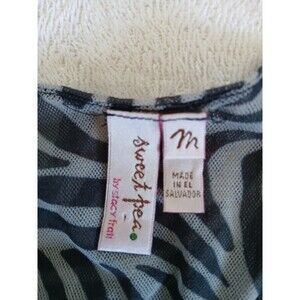 sweet pea
by stacy frati
m
MADE
IN EL
SALVADOR